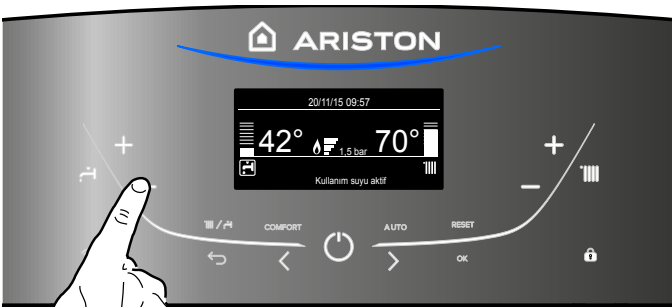 ARISTON
20/11/15 09:57
42° 1,5 bar 70°
Kullanım suyu aktif
COMFORT AUTO RESET
OK